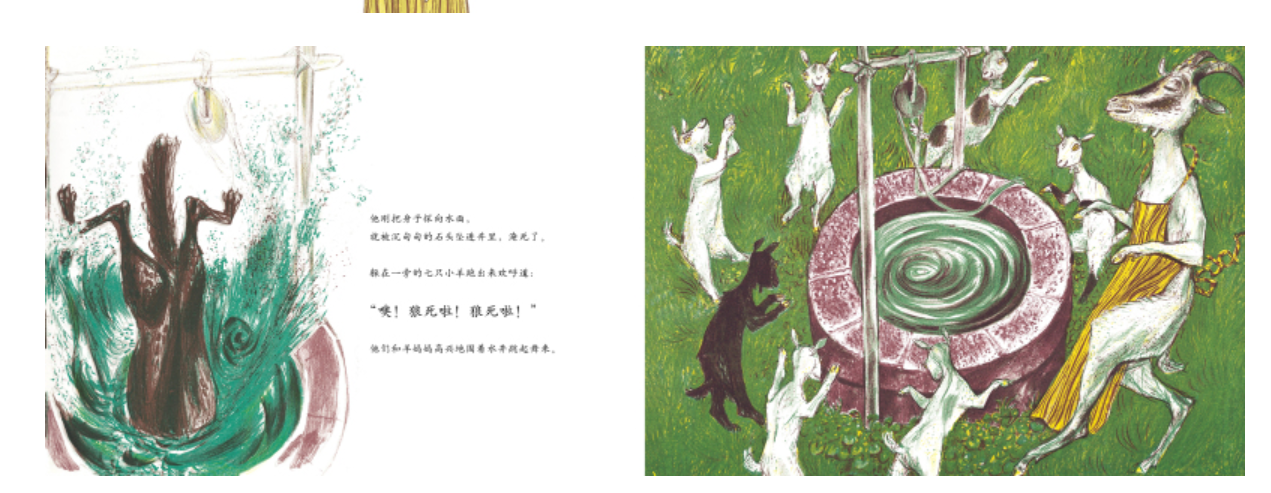 他刚把身子探向水面，
就被沉甸甸的石头坠进井里，淹死了。
躲在一旁的七只小羊跑出来欢呼道：
“噢！狼死啦！狼死啦！”
他们和羊妈妈高兴地围着水井跳起舞来。